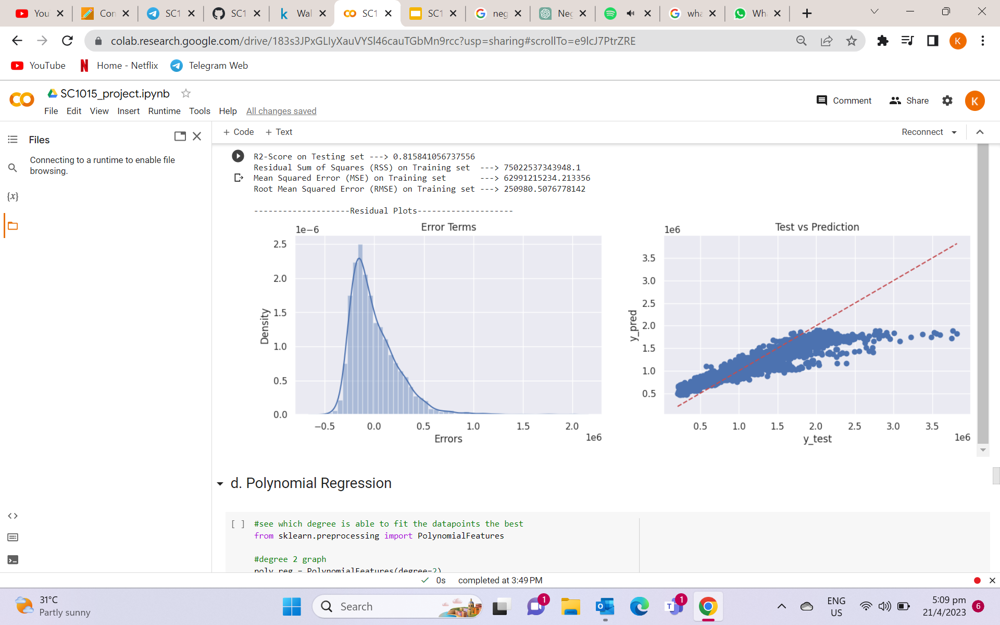 You
Con
SC1
SC1
Wal
SC1
SC1
neg
Neg
wha
Wh
colab.research.google.com/drive/183s3JPxGLIyXauVYSl46cauTGbMn9rcc?usp=sharing#scrollTo=e9lcJ7PtrZRE
K
YouTube
Home - Netflix
Telegram Web
SC1015_project.ipynb
File Edit View Insert Runtime Tools Help All changes saved
Comment
Share
K
Files
+ Code + Text
Reconnect
Connecting to a runtime to enable file
browsing.
{x}
R2-Score on Testing set ---> 0.815841056737556
Residual Sum of Squares (RSS) on Training set ---> 75022537343948.1
Mean Squared Error (MSE) on Training set ---> 62991215234.213356
Root Mean Squared Error (RMSE) on Training set ---> 250980.5076778142
--------------------Residual Plots--------------------
Error Terms
1e−6
2.5
2.0
1.5
1.0
0.5
0.0
Density
−0.5 0.0 0.5 1.0 1.5 2.0
Errors
1e6
Test vs Prediction
1e6
3.5
3.0
2.5
2.0
1.5
1.0
0.5
y_pred
0.5 1.0 1.5 2.0 2.5 3.0 3.5
y_test
1e6
d. Polynomial Regression
[ ] #see which degree is able to fit the datapoints the best
from sklearn.preprocessing import PolynomialFeatures
#degree 2 graph
poly_reg = PolynomialFeatures(degree=2)
0s completed at 3:49 PM
31°C
Partly sunny
Search
1
1
ENG
US
5:09 pm
21/4/2023
6